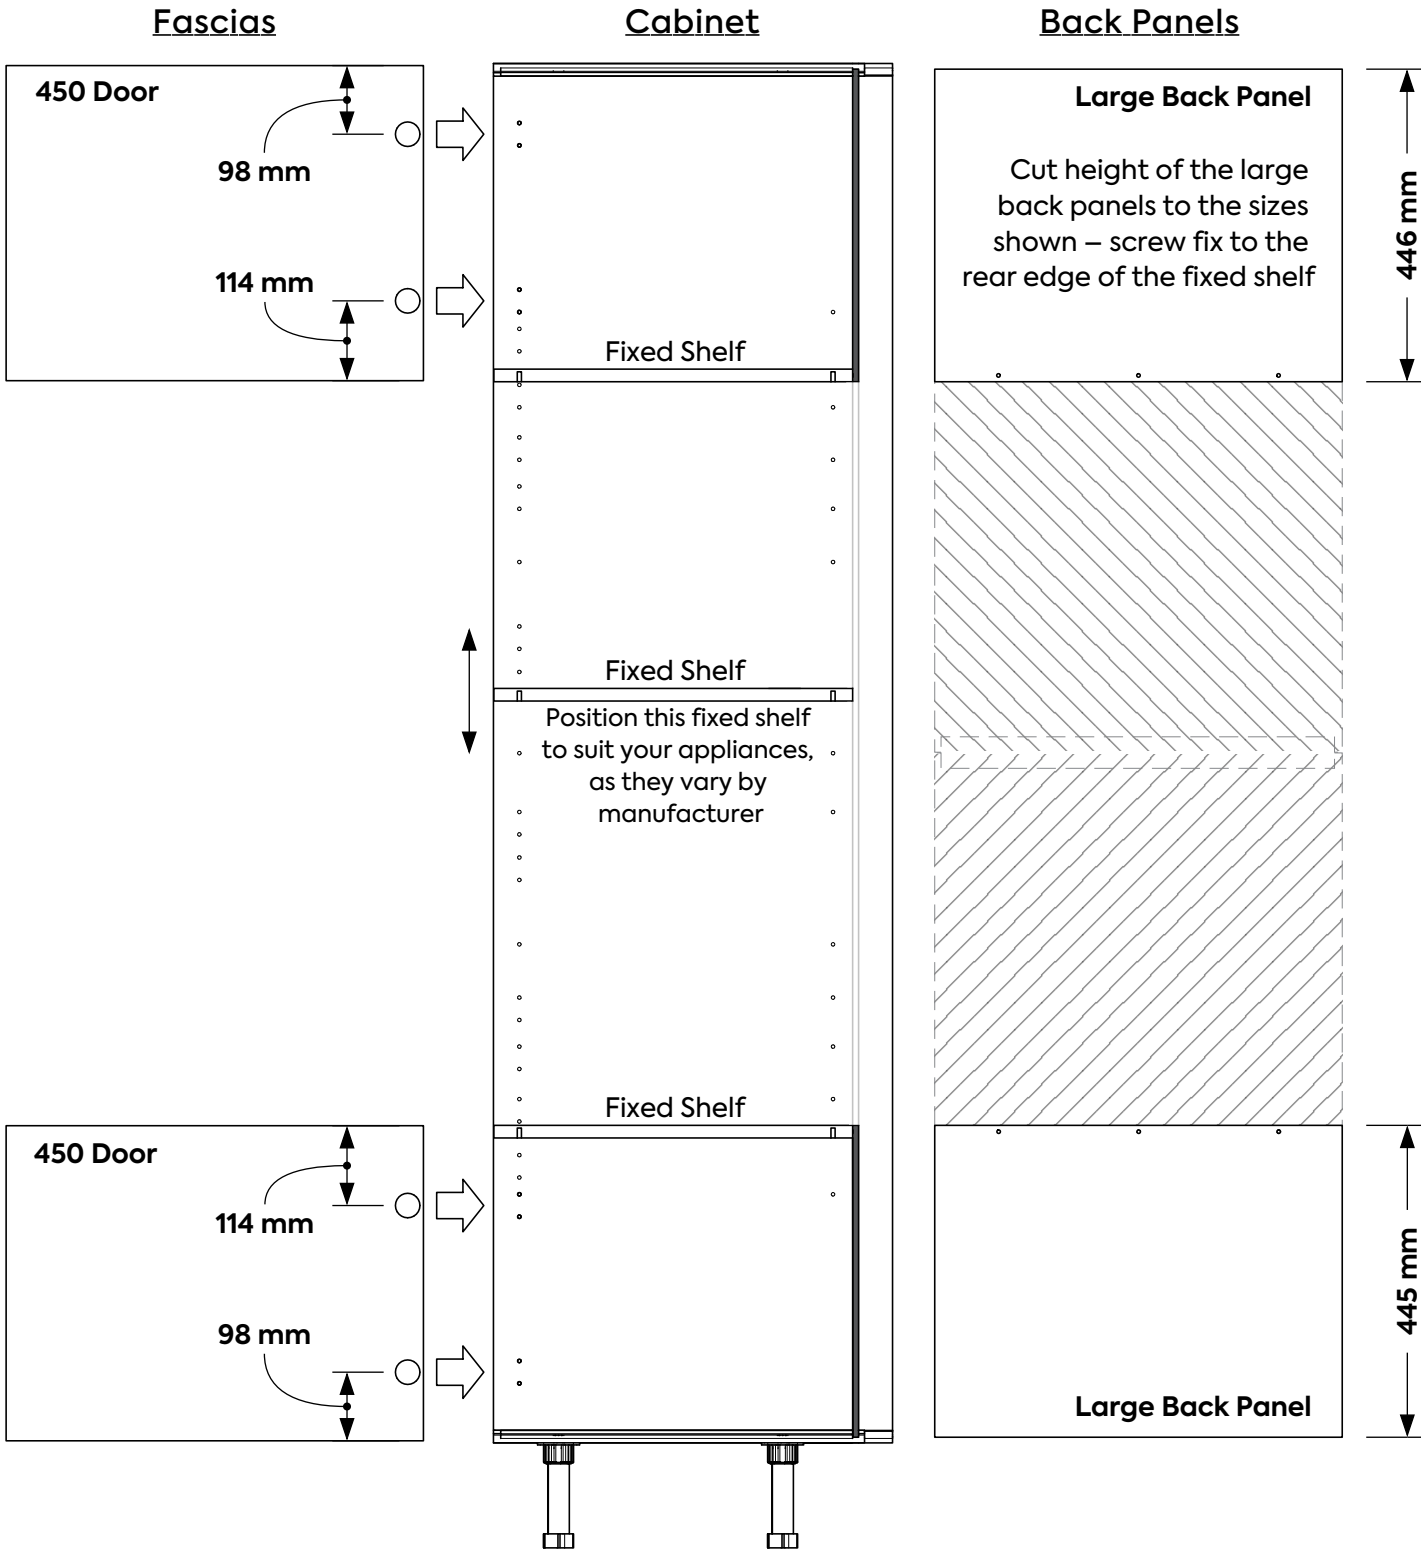 Fascias
Cabinet
Back Panels
450 Door
98 mm
114 mm
Fixed Shelf
Large Back Panel
Cut height of the large
back panels to the sizes
shown – screw fix to the
rear edge of the fixed shelf
446 mm
Fixed Shelf
Position this fixed shelf
to suit your appliances,
as they vary by
manufacturer
Fixed Shelf
450 Door
114 mm
98 mm
445 mm
Large Back Panel